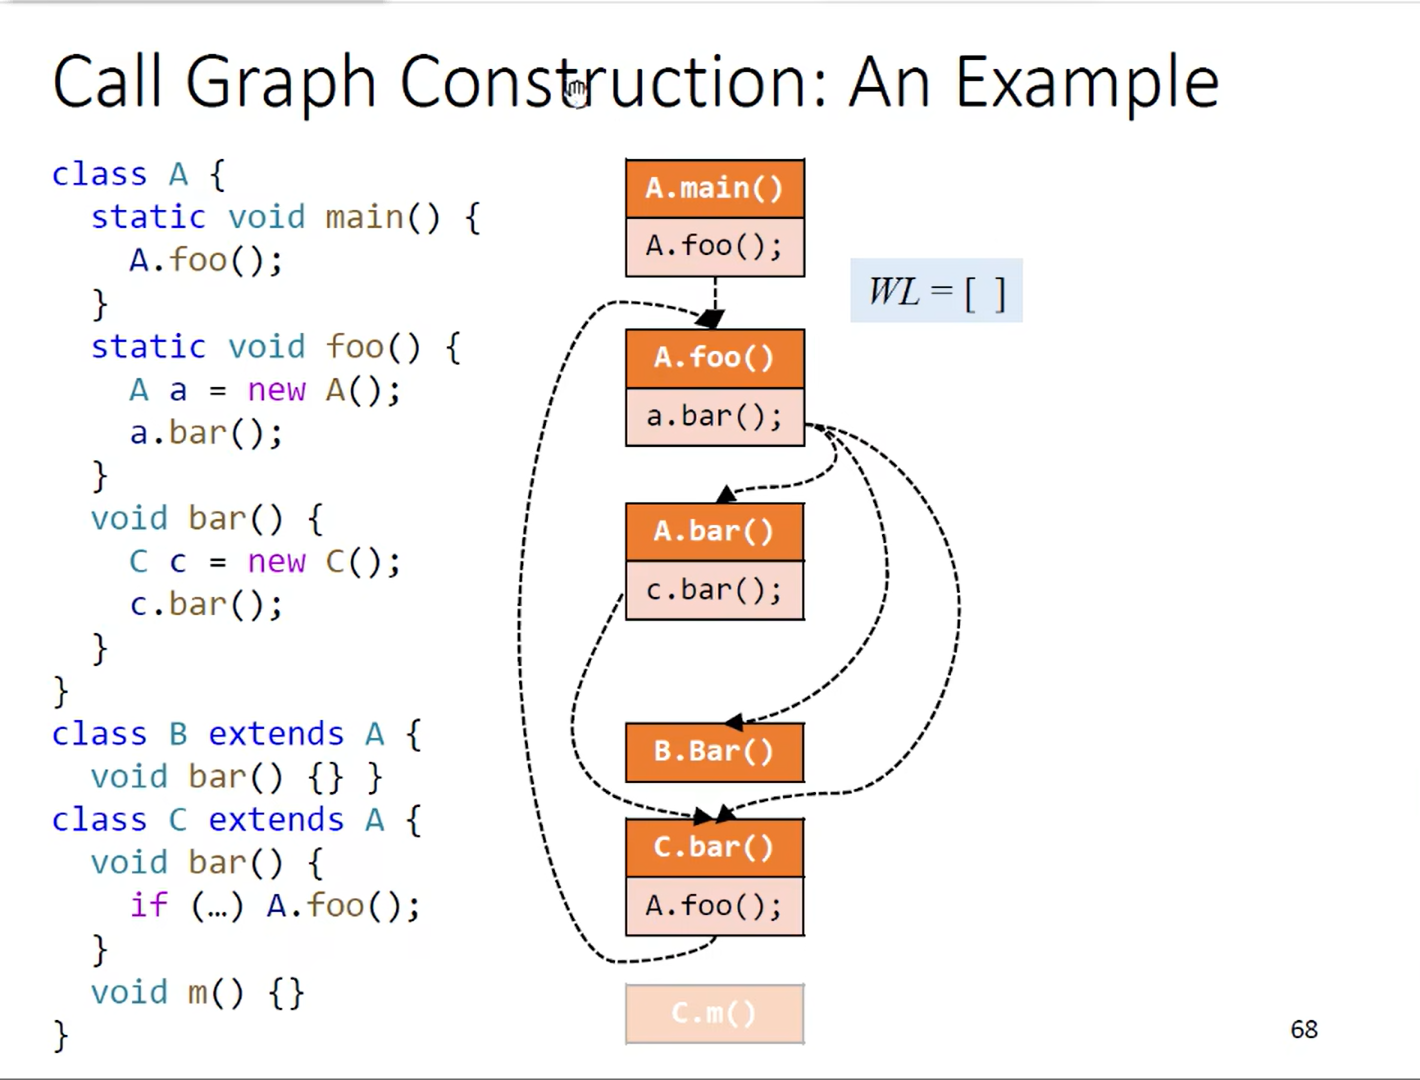 Call Graph Construction: An Example
class A {
static void main() {
A.foo();
}
static void foo() {
A a = new A();
a.bar();
}
void bar() {
C c = new C();
c.bar();
}
}
class B extends A {
void bar() {} }
class C extends A {
void bar() {
if (…) A.foo();
}
void m() {}
}
A.main()
A.foo();
WL = [ ]
A.foo()
a.bar();
A.bar()
c.bar();
B.Bar()
C.bar()
A.foo();
C.m()
68